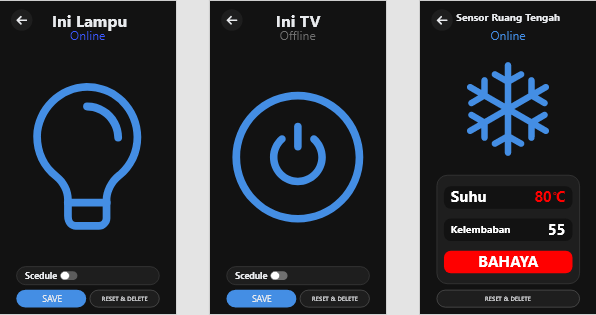 Ini Lampu
Online
Scedule
SAVE
RESET & DELETE
Ini TV
Offline
Scedule
SAVE
RESET & DELETE
Sensor Ruang Tengah
Online
Suhu 80°C
Kelembaban 55
BAHAYA
RESET & DELETE